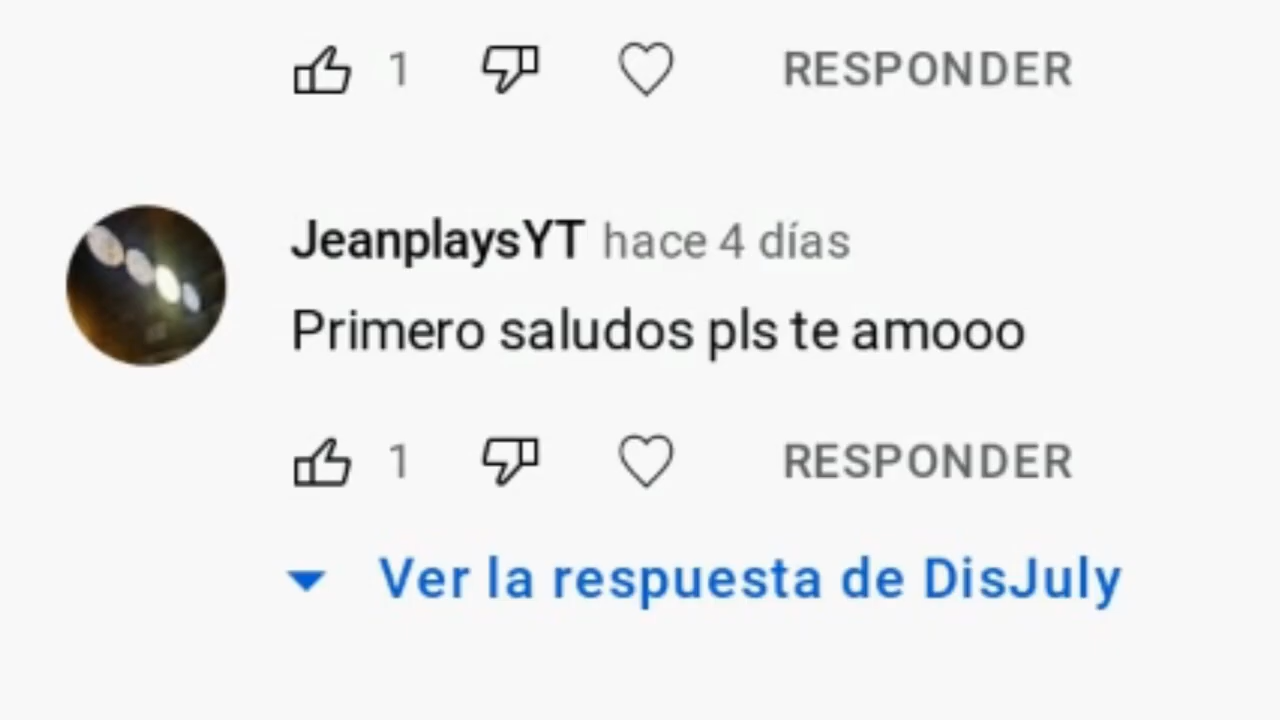 1 RESPONDER
JeanplaysYT hace 4 días
Primero saludos pls te amooo
1 RESPONDER
Ver la respuesta de DisJuly